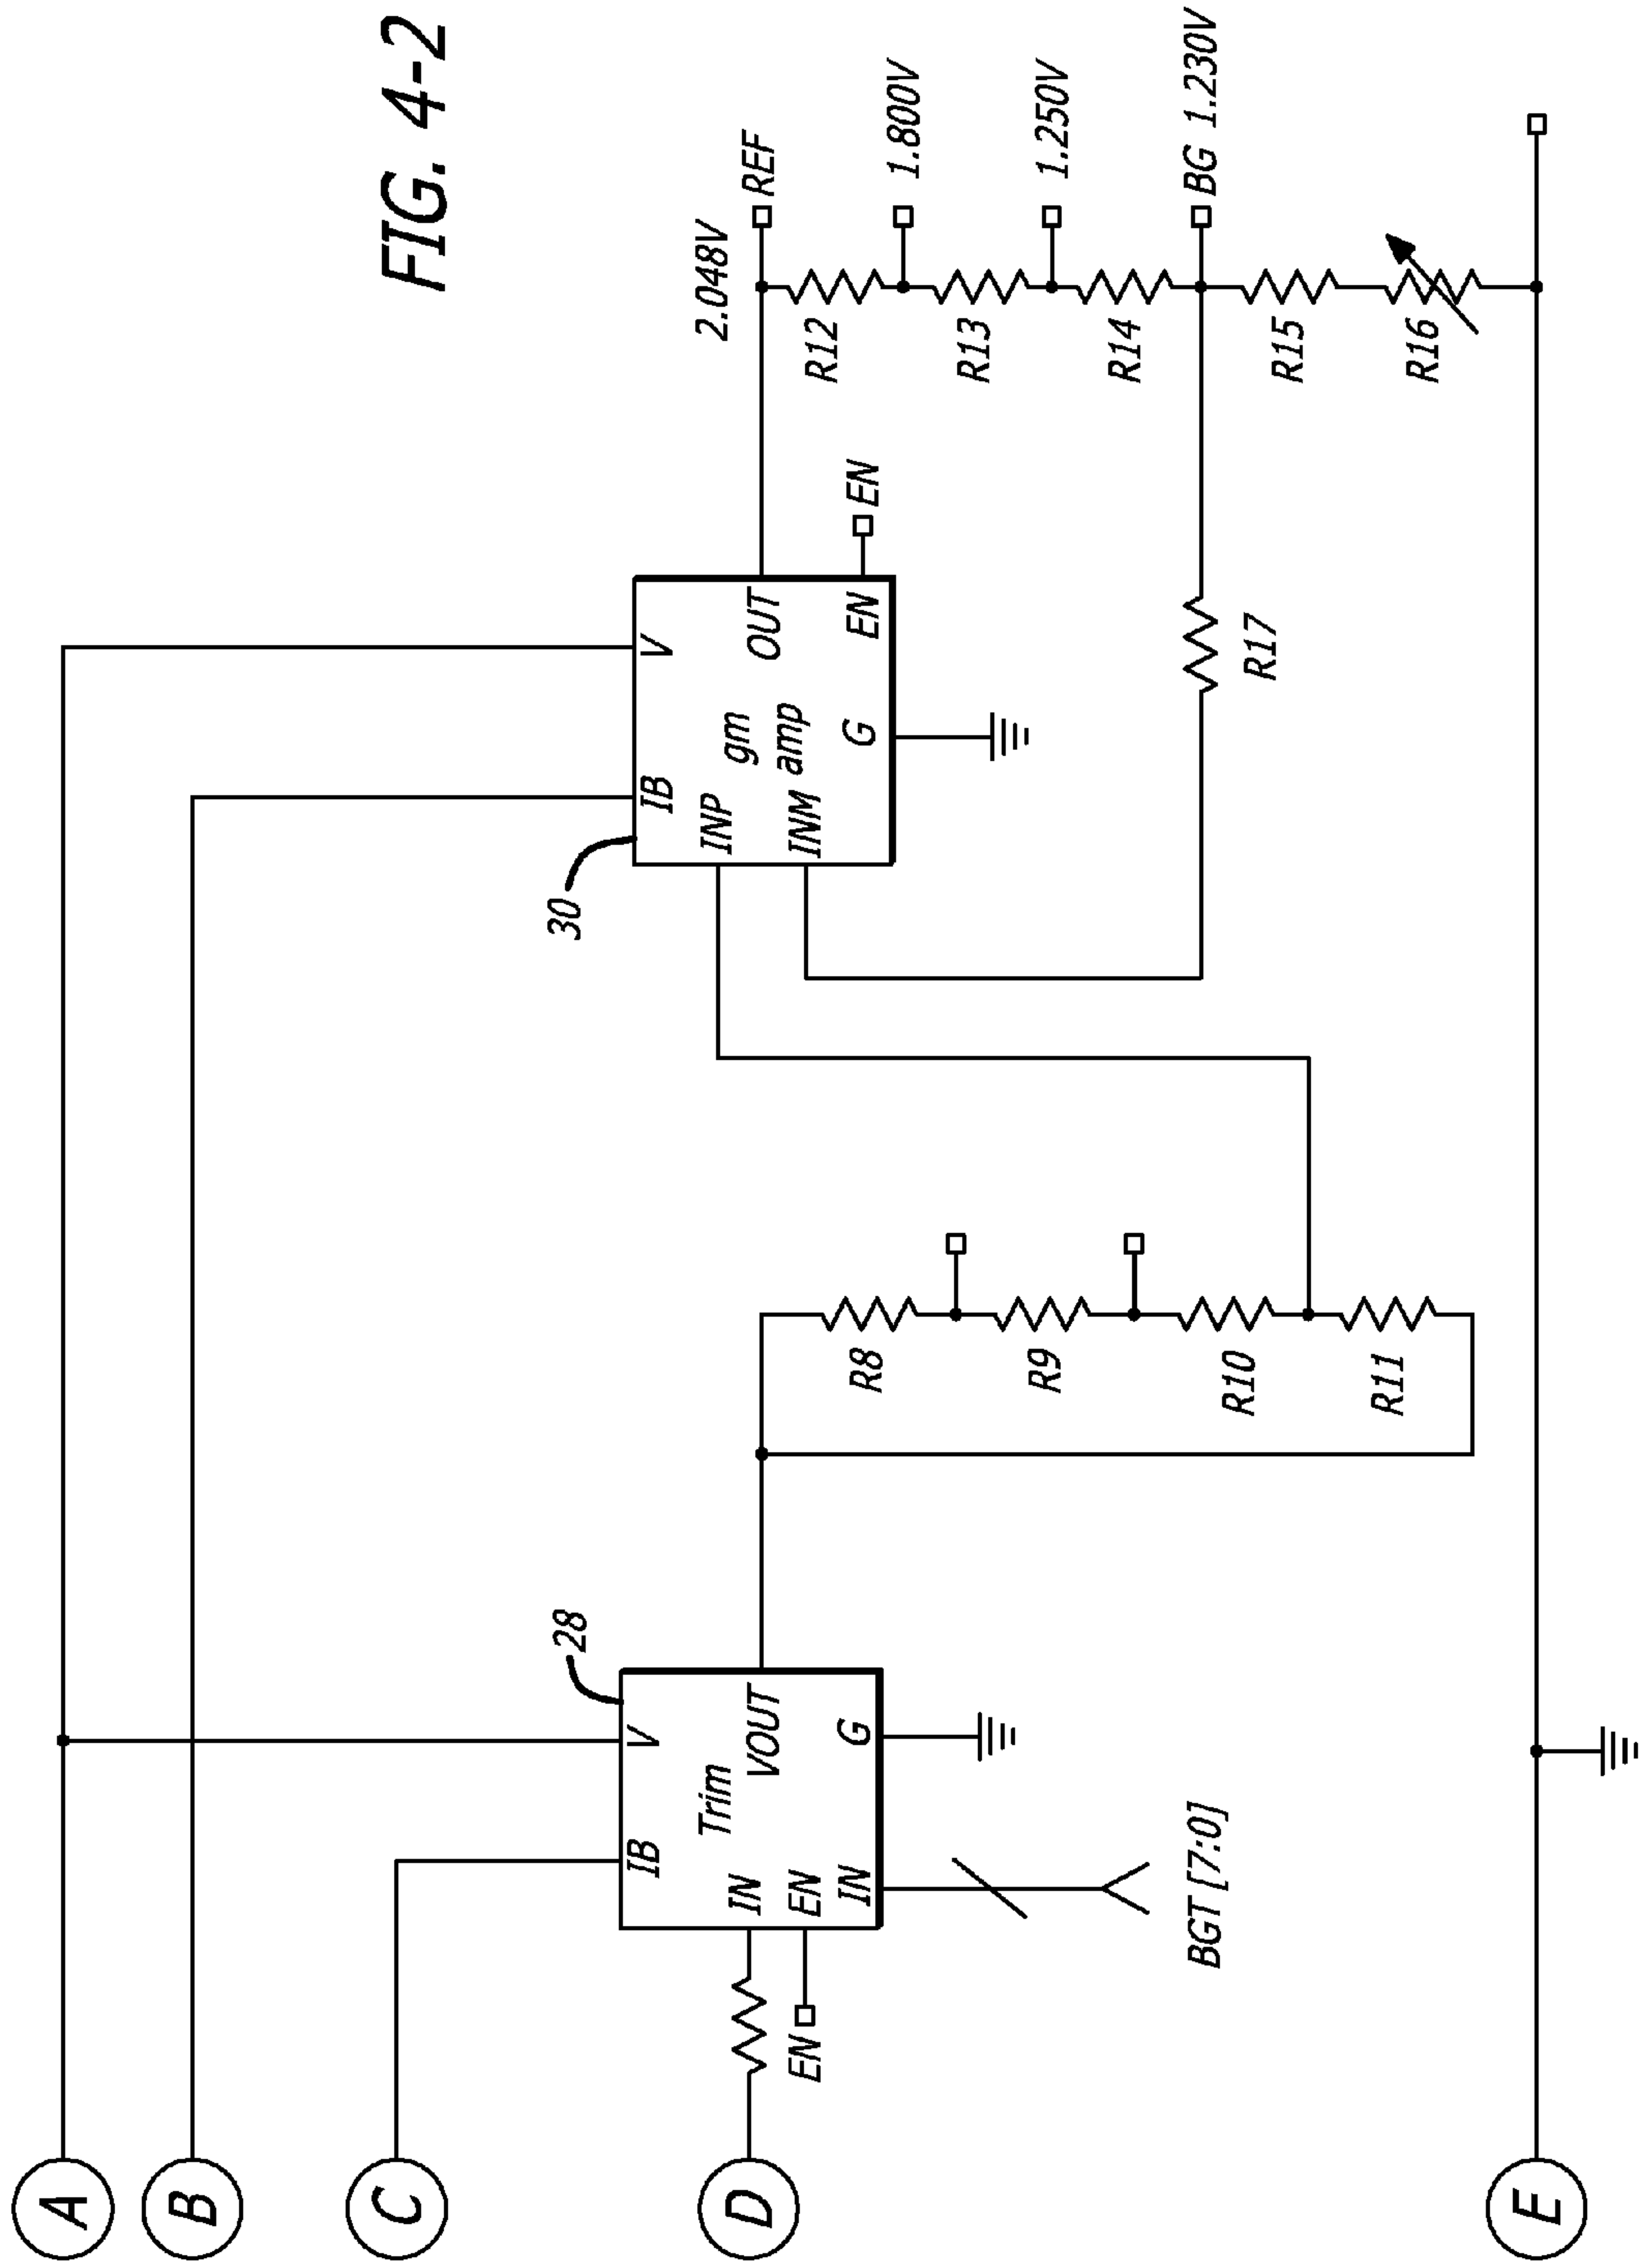 FIG. 4-2
A
B
C
D
E
28
IB
V
Trim
IN
VOUT
EN
IN
G
EN
BGT [7:0]
R8
R9
R10
R11
30
IB
V
INP
gm
OUT
INM
amp
G
EN
EN
R17
2.048V
REF
R12
1.800V
R13
1.250V
R14
BG 1.230V
R15
R16